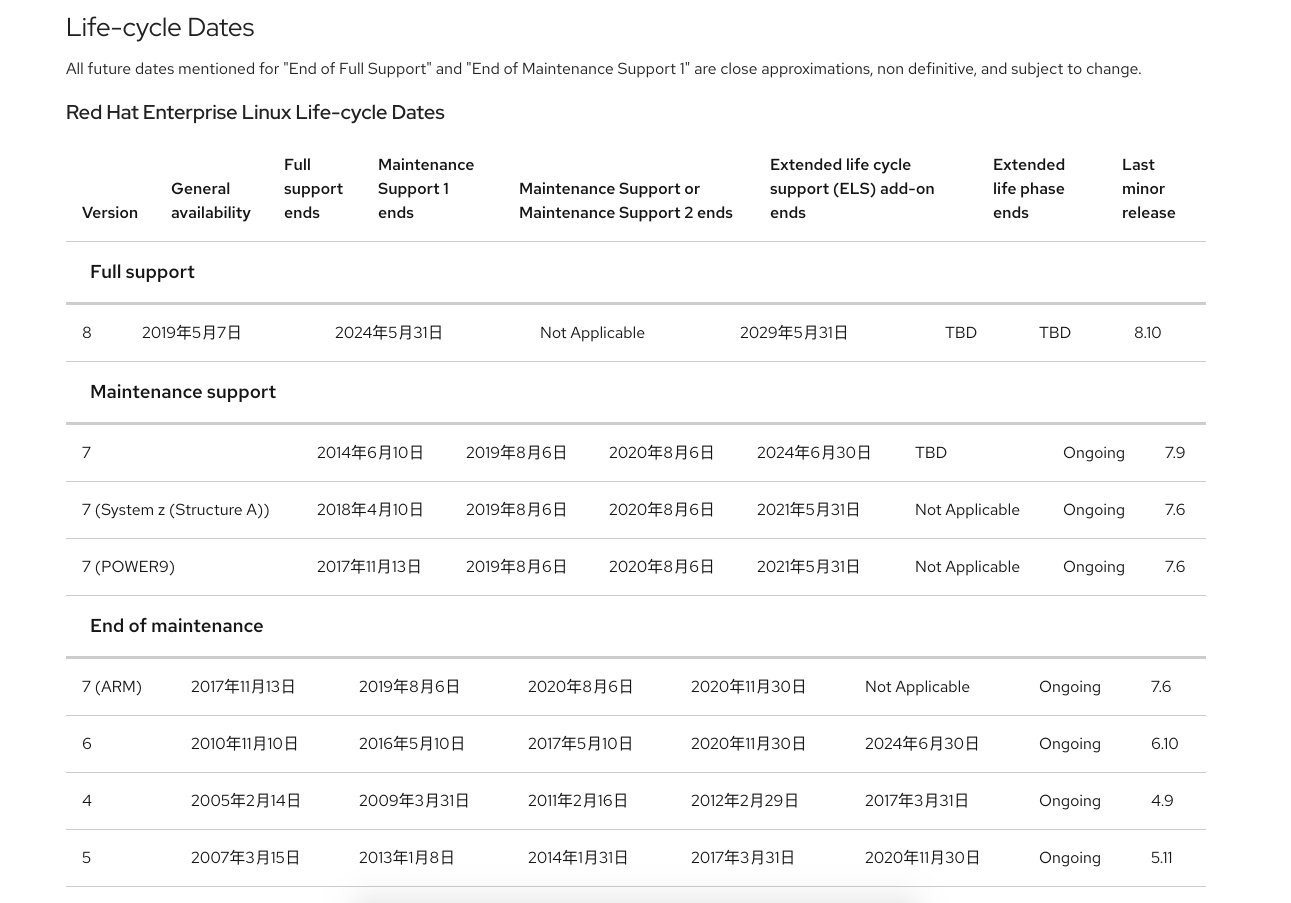 Life-cycle Dates
All future dates mentioned for "End of Full Support" and "End of Maintenance Support 1" are close approximations, non definitive, and subject to change.
Red Hat Enterprise Linux Life-cycle Dates
Version
General availability
Full support ends
Maintenance Support 1 ends
Maintenance Support or Maintenance Support 2 ends
Extended life cycle support (ELS) add-on ends
Extended life phase ends
Last minor release
Full support
8 2019年5月7日 2024年5月31日 Not Applicable 2029年5月31日 TBD TBD 8.10
Maintenance support
7 2014年6月10日 2019年8月6日 2020年8月6日 2024年6月30日 TBD Ongoing 7.9
7 (System z (Structure A)) 2018年4月10日 2019年8月6日 2020年8月6日 2021年5月31日 Not Applicable Ongoing 7.6
7 (POWER9) 2017年11月13日 2019年8月6日 2020年8月6日 2021年5月31日 Not Applicable Ongoing 7.6
End of maintenance
7 (ARM) 2017年11月13日 2019年8月6日 2020年8月6日 2020年11月30日 Not Applicable Ongoing 7.6
6 2010年11月10日 2016年5月10日 2017年5月10日 2020年11月30日 2024年6月30日 Ongoing 6.10
4 2005年2月14日 2009年3月31日 2011年2月16日 2012年2月29日 2017年3月31日 Ongoing 4.9
5 2007年3月15日 2013年1月8日 2014年1月31日 2017年3月31日 2020年11月30日 Ongoing 5.11